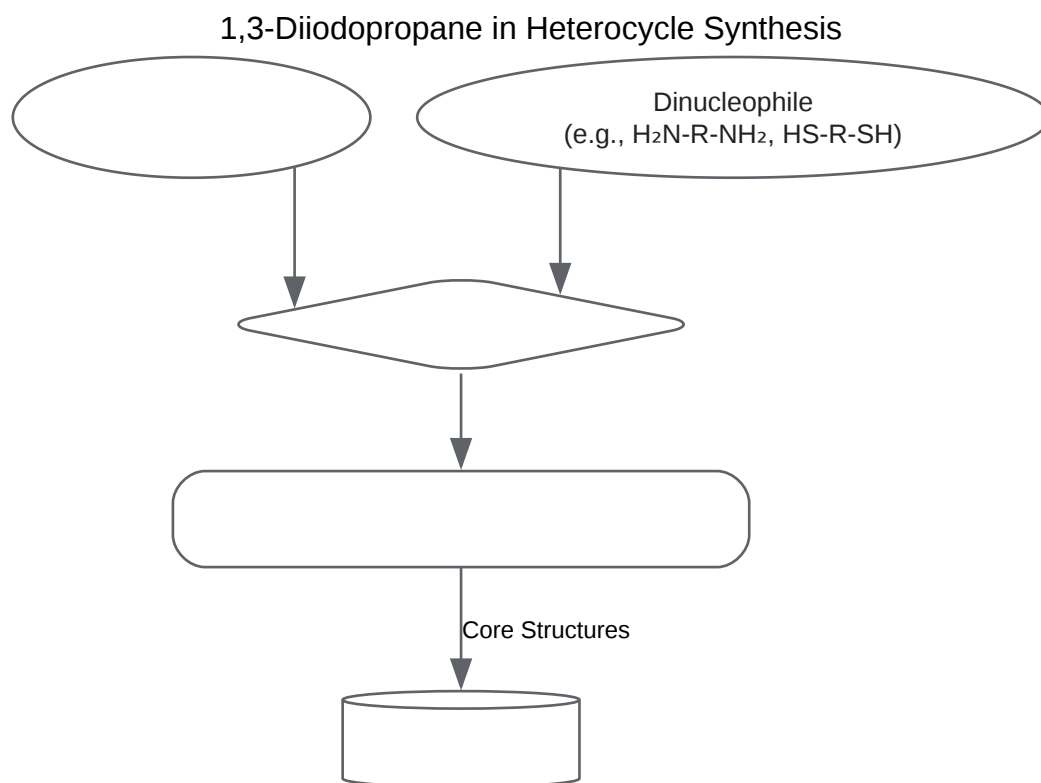 1,3-Diiodopropane in Heterocycle Synthesis
Dinucleophile
(e.g., H₂N-R-NH₂, HS-R-SH)
Core Structures